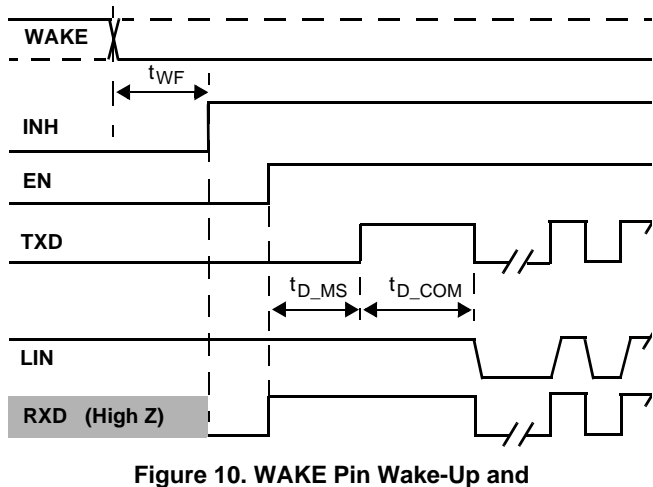 WAKE
tWF
INH
EN
TXD
tD_MS tD_COM
LIN
RXD (High Z)
Figure 10. WAKE Pin Wake-Up and